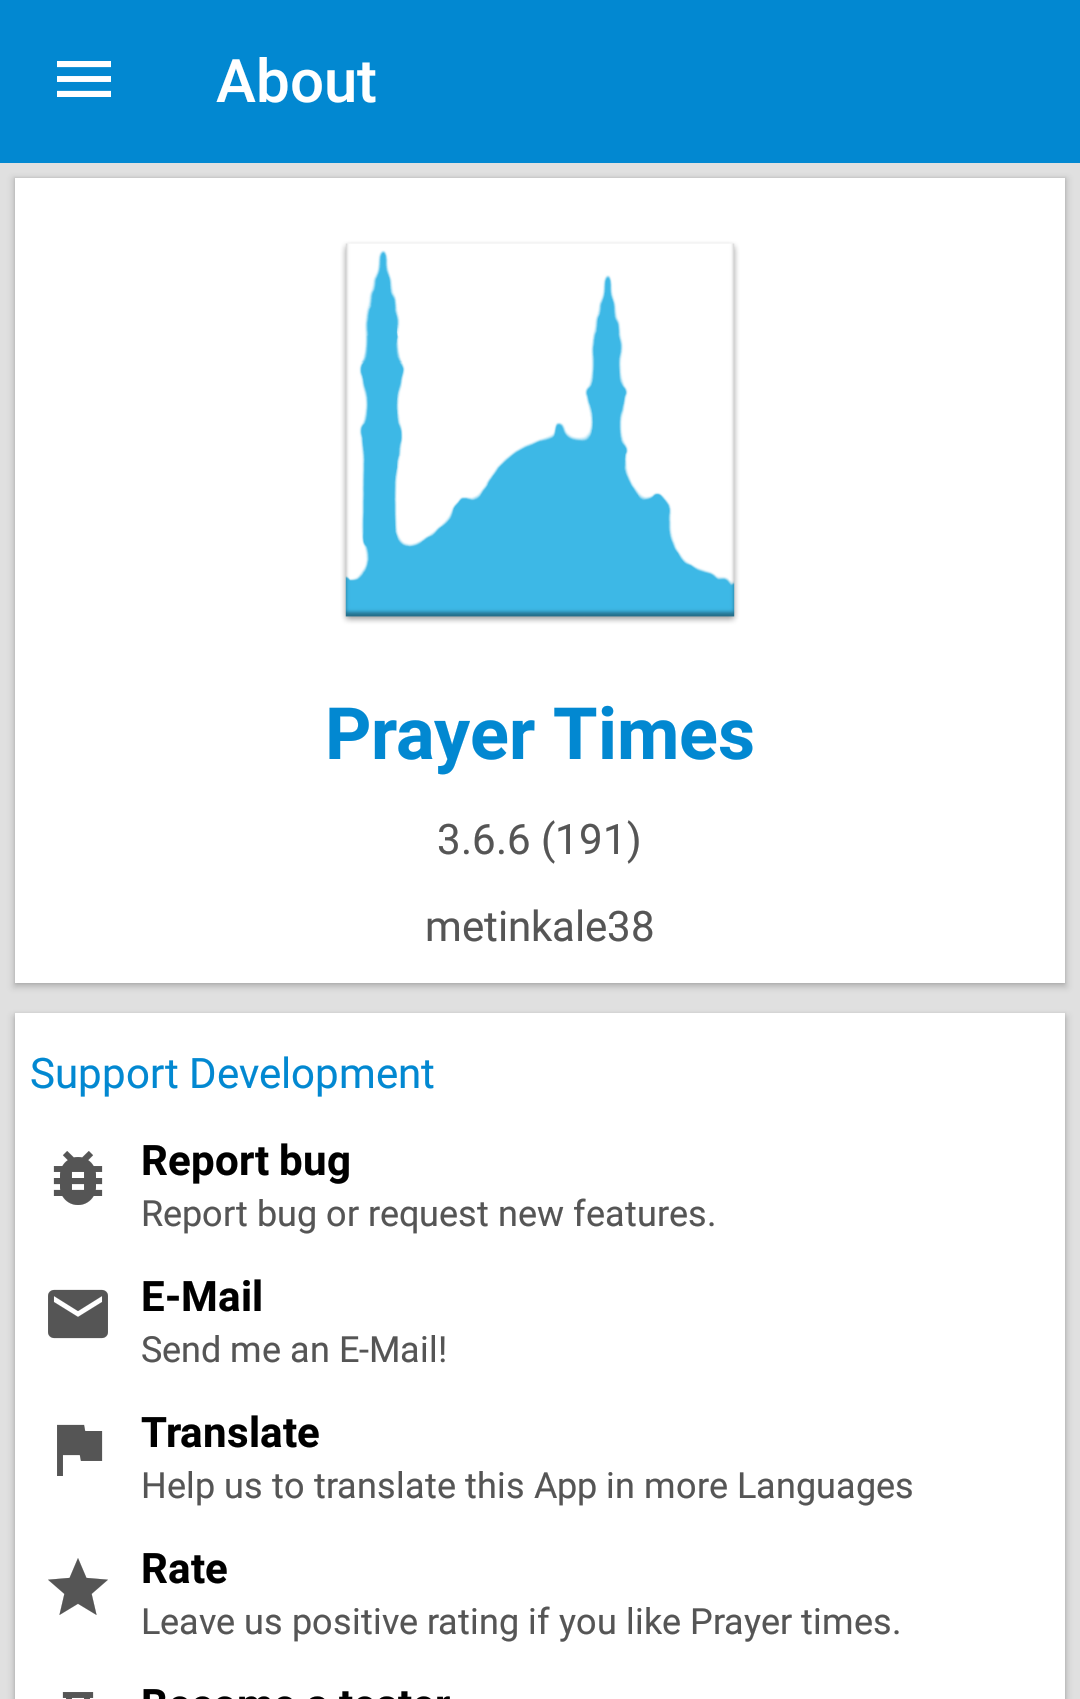 About
Prayer Times
3.6.6 (191)
metinkale38
Support Development
Report bug
Report bug or request new features.
E-Mail
Send me an E-Mail!
Translate
Help us to translate this App in more Languages
Rate
Leave us positive rating if you like Prayer times.
Become a tester